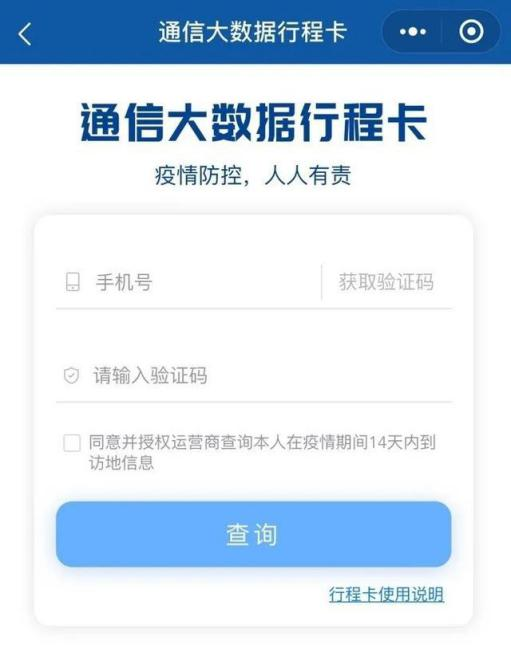 通信大数据行程卡
通信大数据行程卡
疫情防控，人人有责
手机号 获取验证码
请输入验证码
同意并授权运营商查询本人在疫情期间14天内到
访地信息
查询
行程卡使用说明